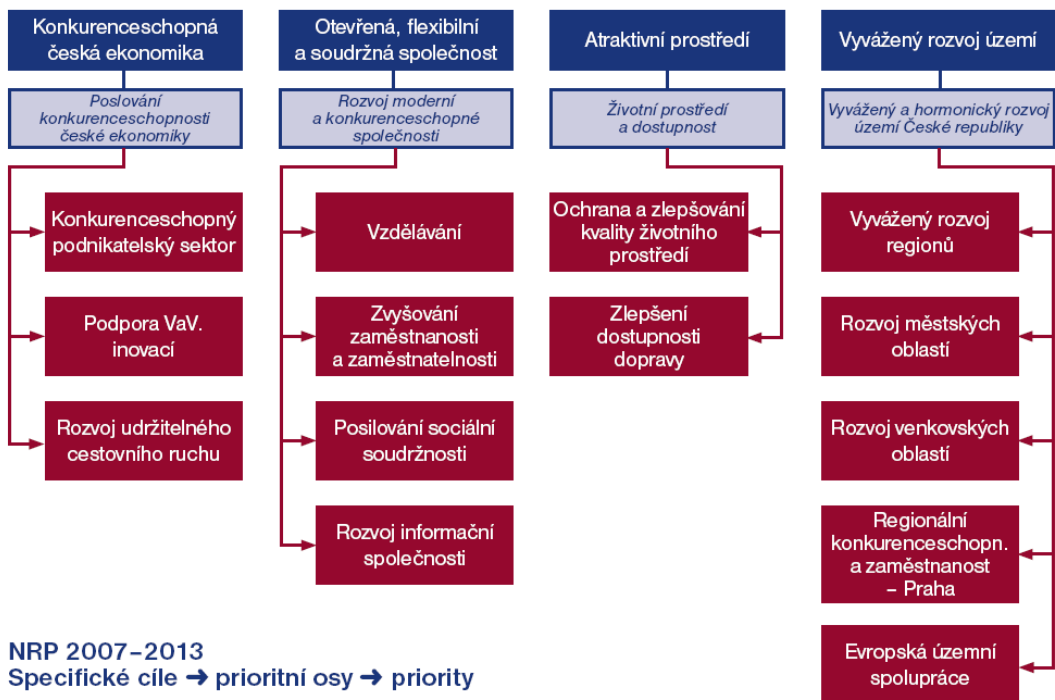 Konkurenceschopná
česká ekonomika
Poslování
konkurenceschopnosti
české ekonomiky
Konkurenceschopný
podnikatelský sektor
Podpora VaV.
inovací
Rozvoj udržitelného
cestovního ruchu
Otevřená, flexibilní
a soudržná společnost
Rozvoj moderní
a konkurenceschopné
společnosti
Vzdělávání
Zvyšování
zaměstnanosti
a zaměstnatelnosti
Posilování sociální
soudržnosti
Rozvoj informační
společnosti
Atraktivní prostředí
Životní prostředí
a dostupnost
Ochrana a zlepšování
kvality životního
prostředí
Zlepšení
dostupnosti
dopravy
Vyvážený rozvoj území
Vyvážený a hormonický rozvoj
území České republiky
Vyvážený rozvoj
regionů
Rozvoj městských
oblastí
Rozvoj venkovských
oblastí
Regionální
konkurenceschopn.
a zaměstnanost
– Praha
Evropská územní
spolupráce
NRP 2007–2013
Specifické cíle ➔ prioritní osy ➔ priority